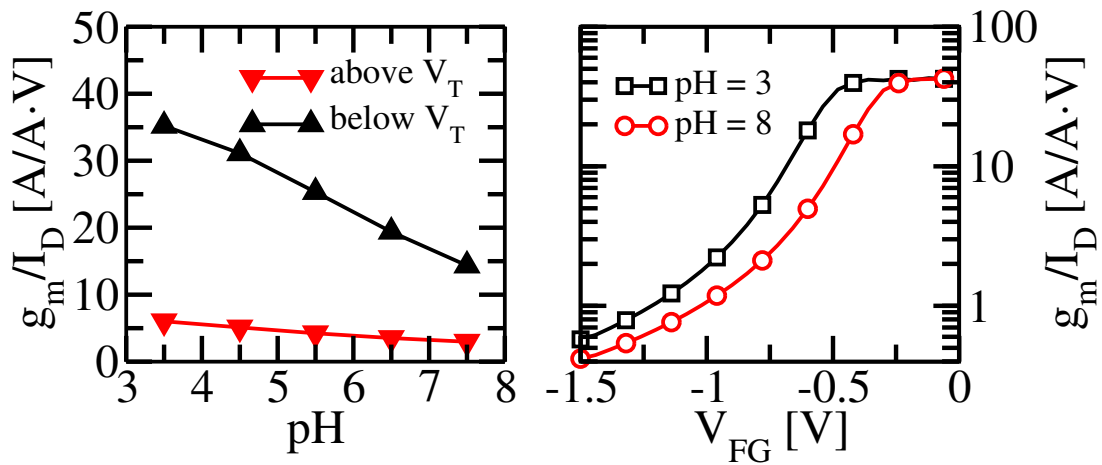 50
40
30
20
10
0
g_m/I_D [A/A·V]
above V_T
below V_T
3 4 5 6 7 8
pH
pH = 3
pH = 8
-1.5 -1 -0.5 0
V_FG [V]
100
10
1
g_m/I_D [A/A·V]